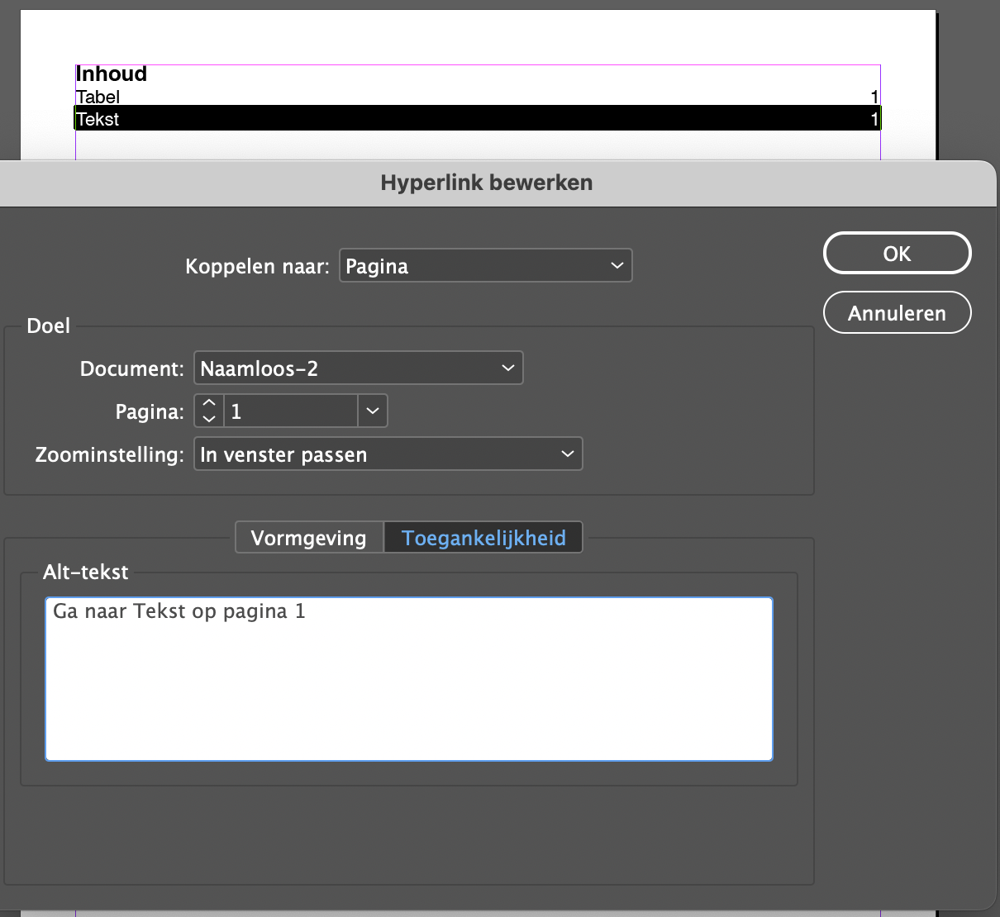 Inhoud
Tabel 1
Tekst 1
Hyperlink bewerken
Koppelen naar: Pagina
OK
Annuleren
Doel
Document: Naamloos-2
Pagina: 1
Zoominstelling: In venster passen
Vormgeving Toegankelijkheid
Alt-tekst
Ga naar Tekst op pagina 1